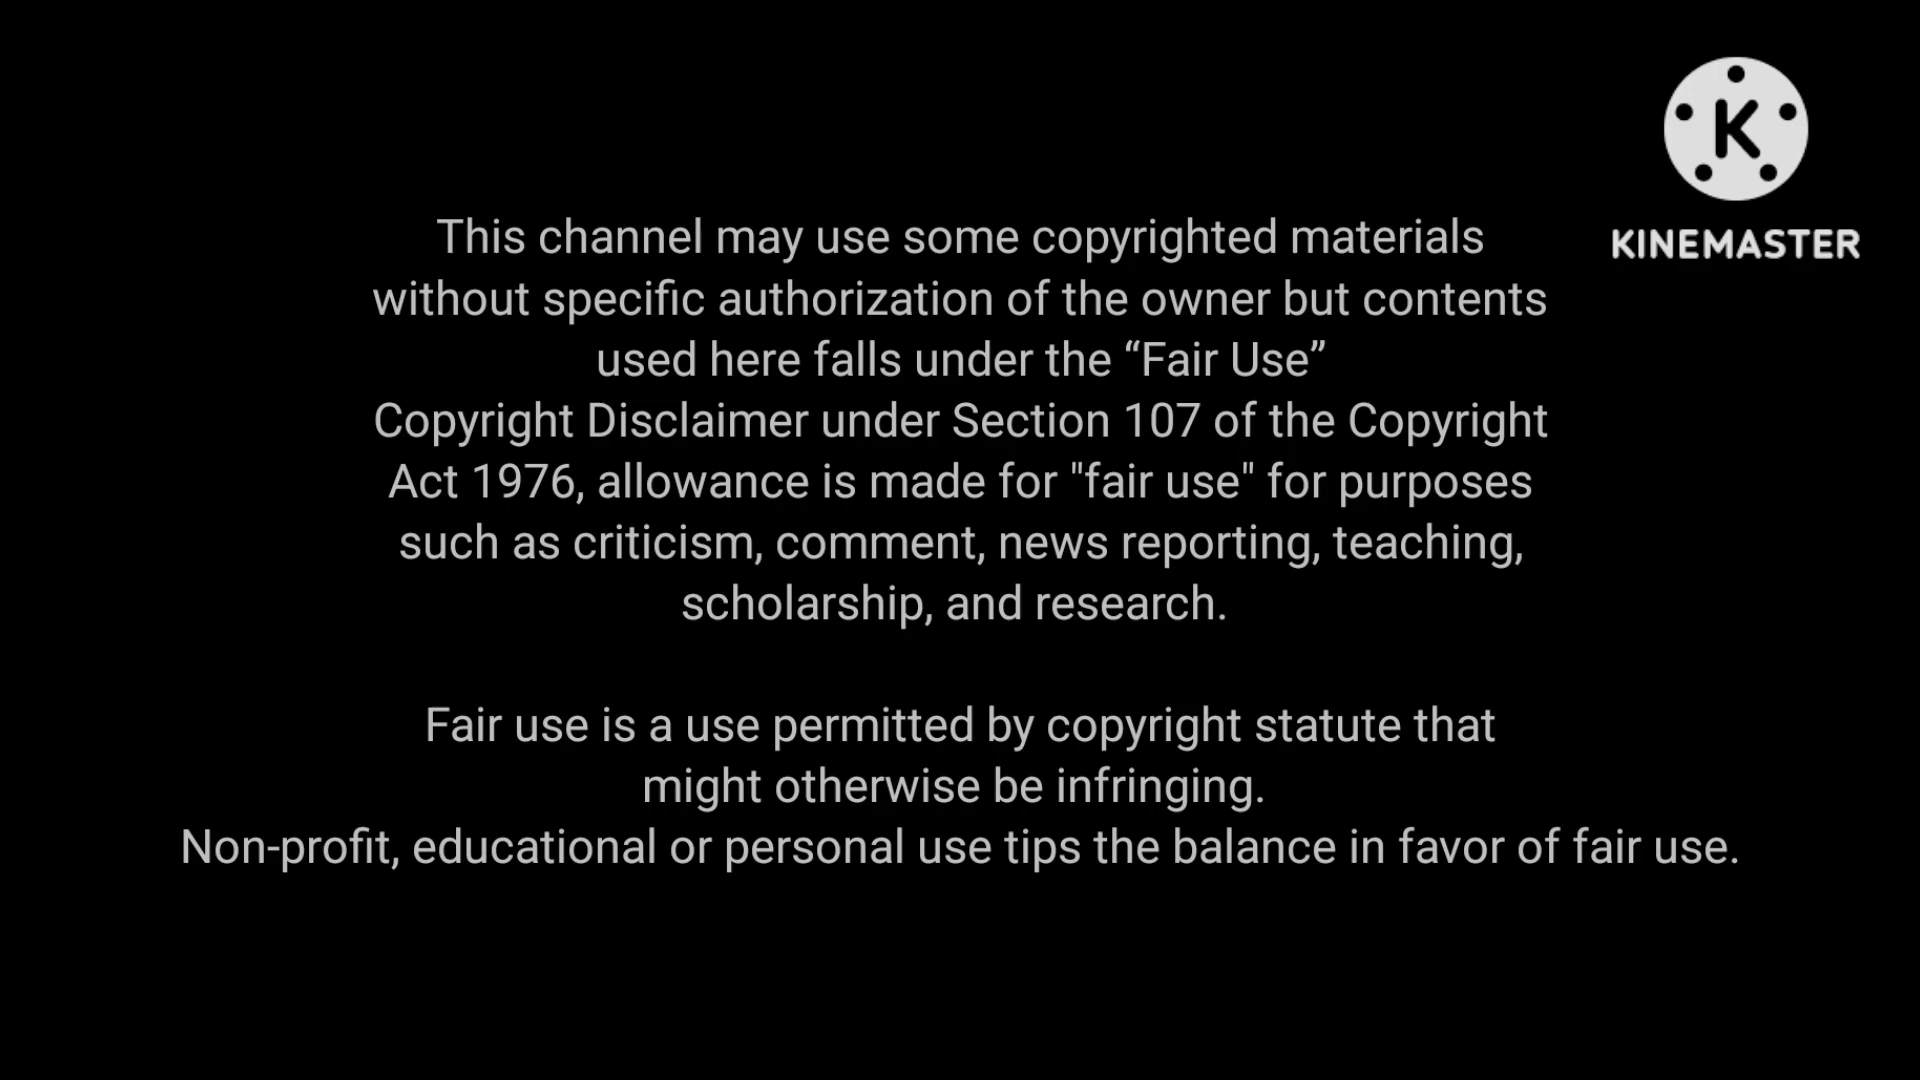 K
KINEMASTER
This channel may use some copyrighted materials
without specific authorization of the owner but contents
used here falls under the “Fair Use”
Copyright Disclaimer under Section 107 of the Copyright
Act 1976, allowance is made for "fair use" for purposes
such as criticism, comment, news reporting, teaching,
scholarship, and research.
Fair use is a use permitted by copyright statute that
might otherwise be infringing.
Non-profit, educational or personal use tips the balance in favor of fair use.